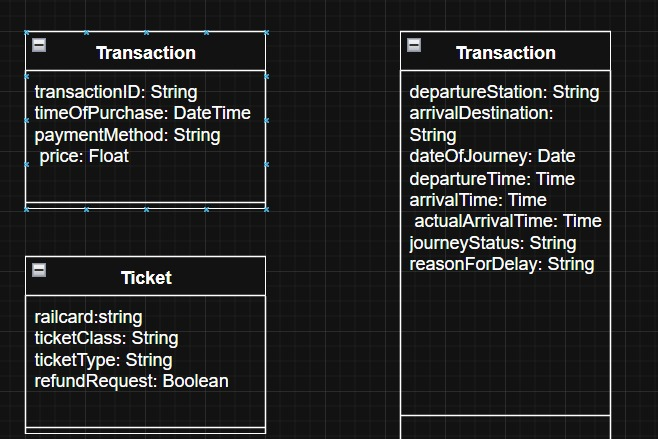 Transaction
transactionID: String
timeOfPurchase: DateTime
paymentMethod: String
price: Float
Ticket
railcard:string
ticketClass: String
ticketType: String
refundRequest: Boolean
Transaction
departureStation: String
arrivalDestination:
String
dateOfJourney: Date
departureTime: Time
arrivalTime: Time
actualArrivalTime: Time
journeyStatus: String
reasonForDelay: String